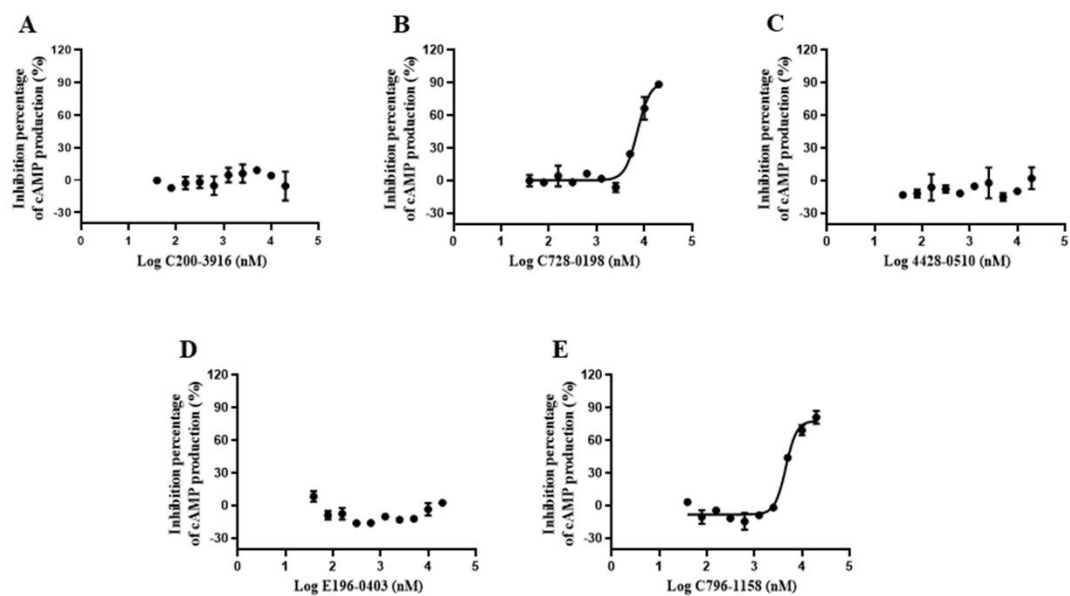 A
Inhibition percentage
of cAMP production (%)
120
90
60
30
0
-30
0 1 2 3 4 5
Log C200-3916 (nM)
B
Inhibition percentage
of cAMP production (%)
120
90
60
30
0
-30
0 1 2 3 4 5
Log C728-0198 (nM)
C
Inhibition percentage
of cAMP production (%)
120
90
60
30
0
-30
0 1 2 3 4 5
Log 4428-0510 (nM)
D
Inhibition percentage
of cAMP production (%)
120
90
60
30
0
-30
0 1 2 3 4 5
Log E196-0403 (nM)
E
Inhibition percentage
of cAMP production (%)
120
90
60
30
0
-30
0 1 2 3 4 5
Log C796-1158 (nM)